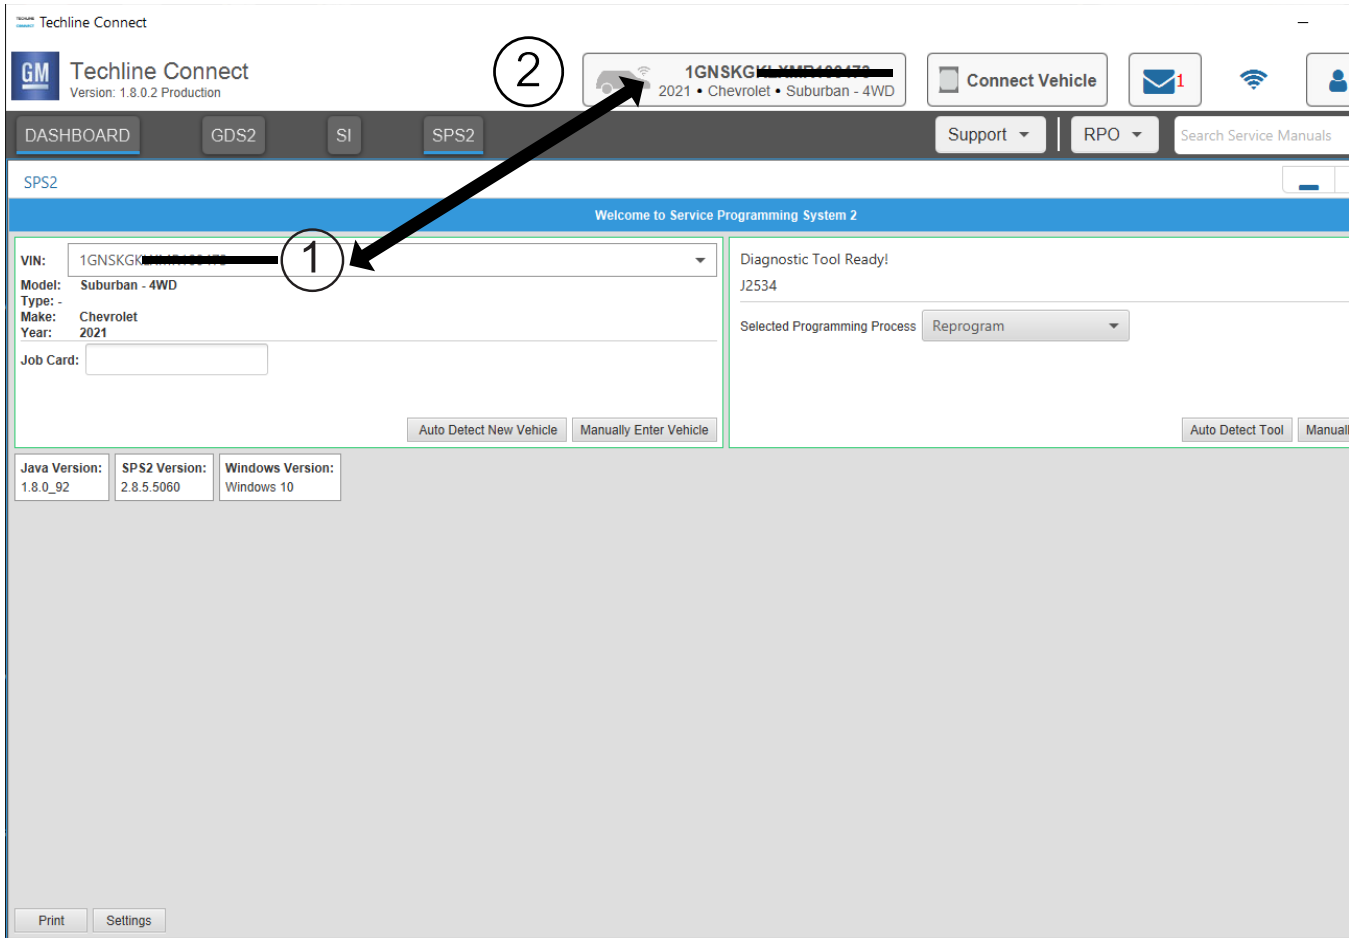 Techline Connect
GM
Techline Connect
Version: 1.8.0.2 Production
2
1GNSKG
2021 • Chevrolet • Suburban - 4WD
Connect Vehicle
1
DASHBOARD GDS2 SI SPS2 Support RPO Search Service Manuals
SPS2
Welcome to Service Programming System 2
VIN: 1GNSKGK
1
Model: Suburban - 4WD
Type: -
Make: Chevrolet
Year: 2021
Job Card:
Auto Detect New Vehicle Manually Enter Vehicle
Diagnostic Tool Ready!
J2534
Selected Programming Process Reprogram
Auto Detect Tool Manuall
Java Version: SPS2 Version: Windows Version:
1.8.0_92 2.8.5.5060 Windows 10
Print Settings